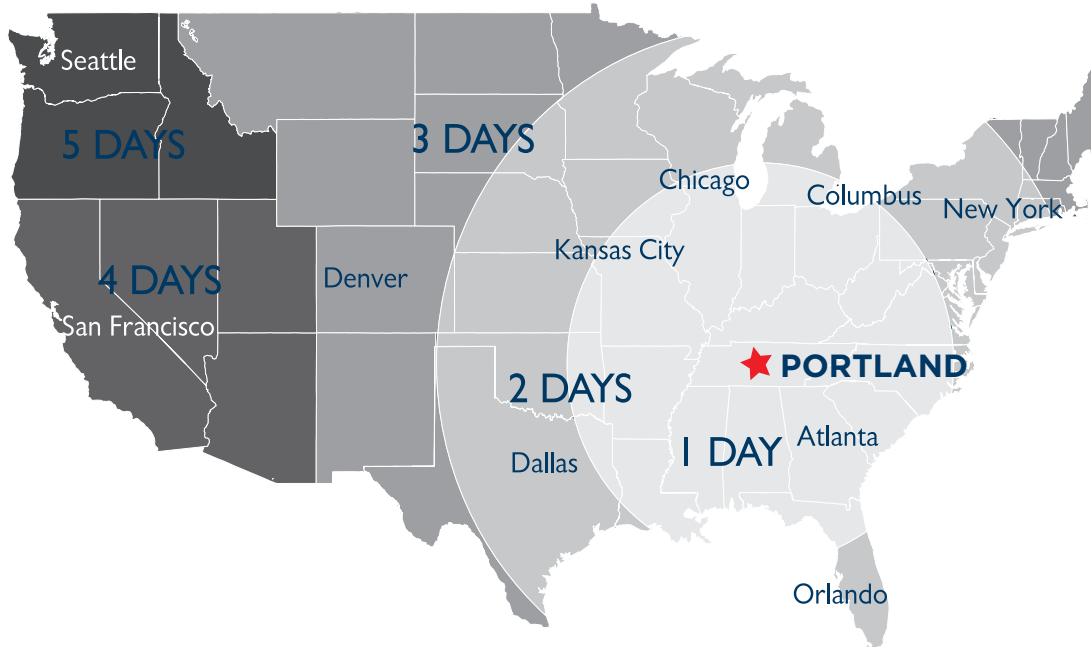 Seattle
5 DAYS
3 DAYS
Chicago
Columbus
New York
Kansas City
Denver
4 DAYS
San Francisco
PORTLAND
2 DAYS
1 DAY
Atlanta
Dallas
Orlando